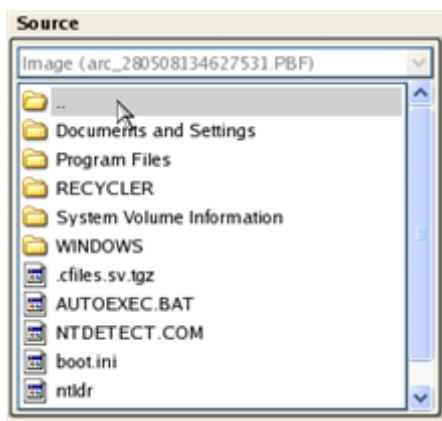 Source
Image (arc_280508134627531.PBF)
..
Documents and Settings
Program Files
RECYCLER
System Volume Information
WINDOWS
.cfiles.sv.tgz
AUTOEXEC.BAT
NTDETECT.COM
boot.ini
ntldr